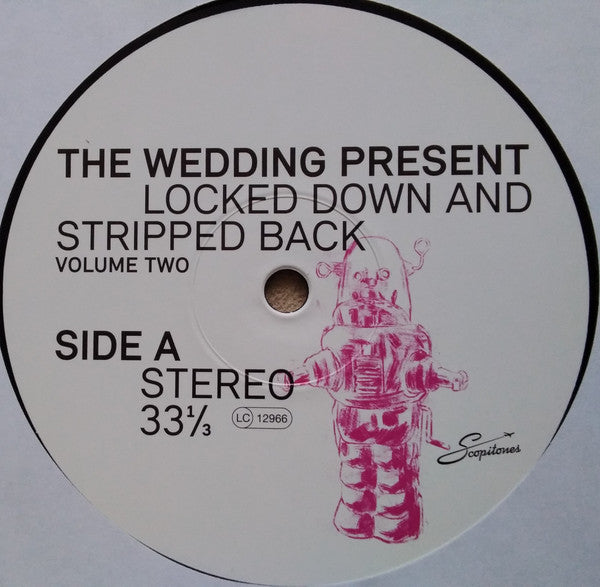 THE WEDDING PRESENT
LOCKED DOWN AND
STRIPPED BACK
VOLUME TWO
SIDE A
STEREO
33⅓
LC 12966
Scopitones